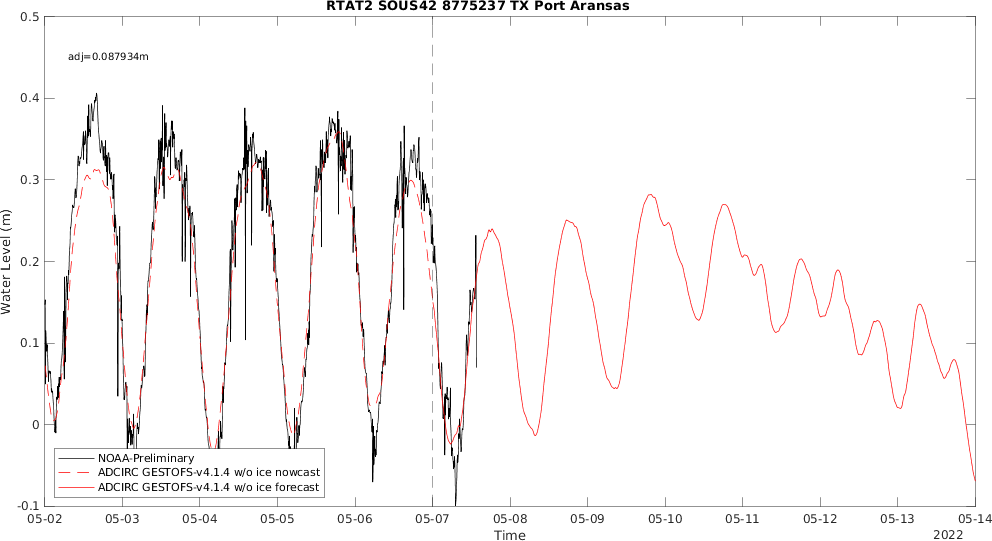 RTAT2 SOUS42 8775237 TX Port Aransas
0.5
adj=0.087934m
0.4
0.3
0.2
0.1
0
-0.1
Water Level (m)
NOAA-Preliminary
ADCIRC GESTOFS-v4.1.4 w/o ice nowcast
ADCIRC GESTOFS-v4.1.4 w/o ice forecast
05-02 05-03 05-04 05-05 05-06 05-07 05-08 05-09 05-10 05-11 05-12 05-13 05-14
Time
2022